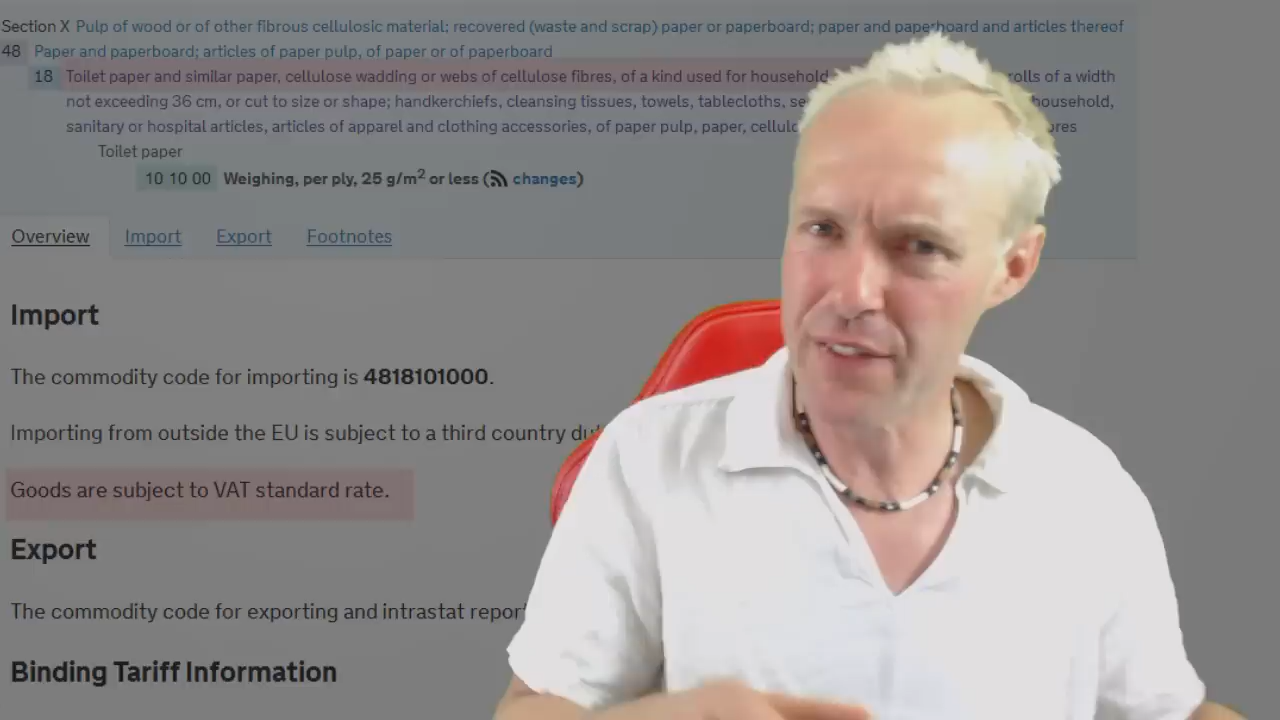 Section X Pulp of wood or of other fibrous cellulosic material; recovered (waste and scrap) paper or paperboard; paper and paperboard and articles thereof
48 Paper and paperboard; articles of paper pulp, of paper or of paperboard
18 Toilet paper and similar paper, cellulose wadding or webs of cellulose fibres, of a kind used for household rolls of a width
not exceeding 36 cm, or cut to size or shape; handkerchiefs, cleansing tissues, towels, tablecloths, household,
sanitary or hospital articles, articles of apparel and clothing accessories, of paper pulp, paper,
Toilet paper
10 10 00 Weighing, per ply, 25 g/m² or less (changes)
Overview Import Export Footnotes
Import
The commodity code for importing is 4818101000.
Importing from outside the EU is subject to a third country
Goods are subject to VAT standard rate.
Export
The commodity code for exporting and intrastat
Binding Tariff Information